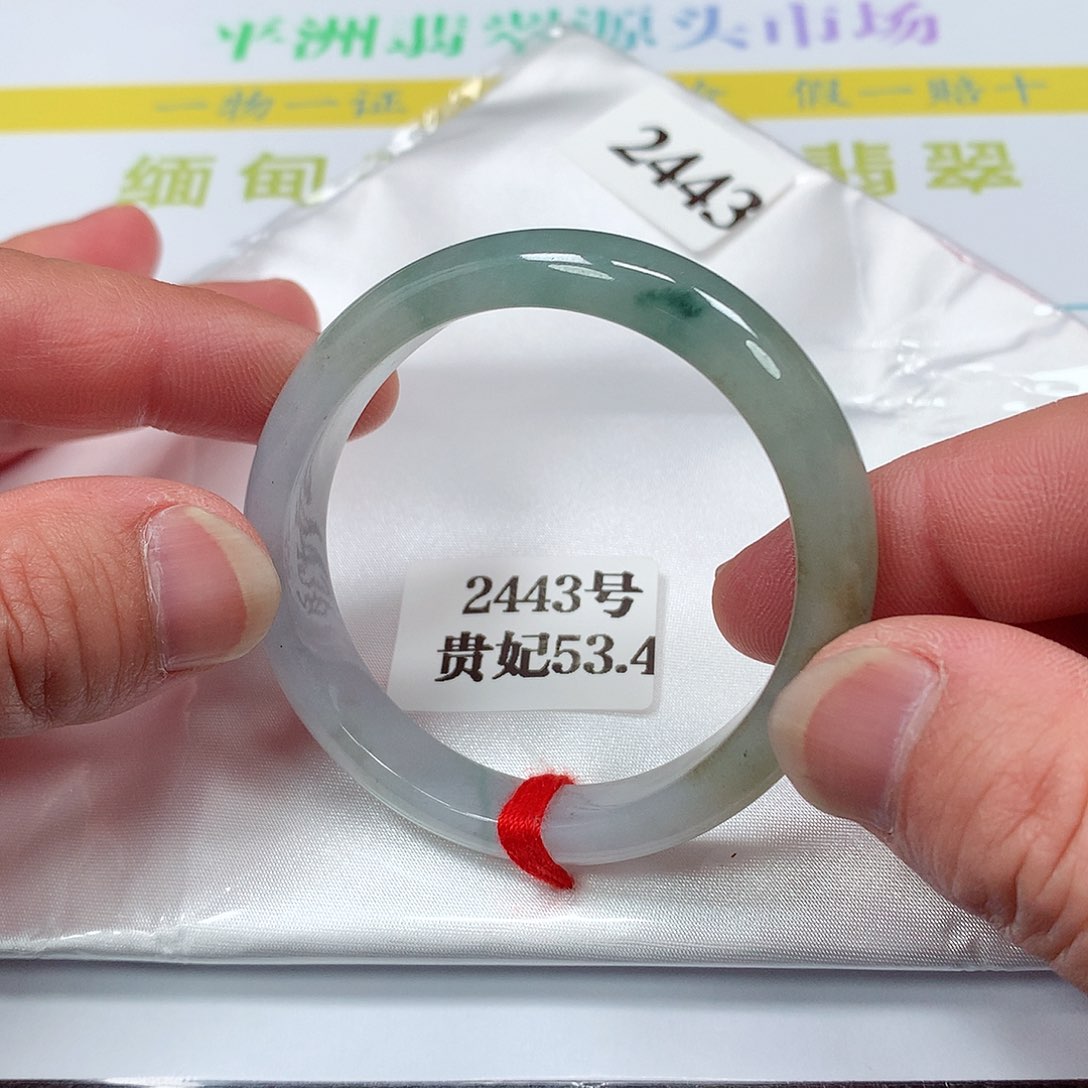 平洲翡翠源头市场
一物一证 假一赔十
缅甸 翡翠
2443
2443号
贵妃53.4